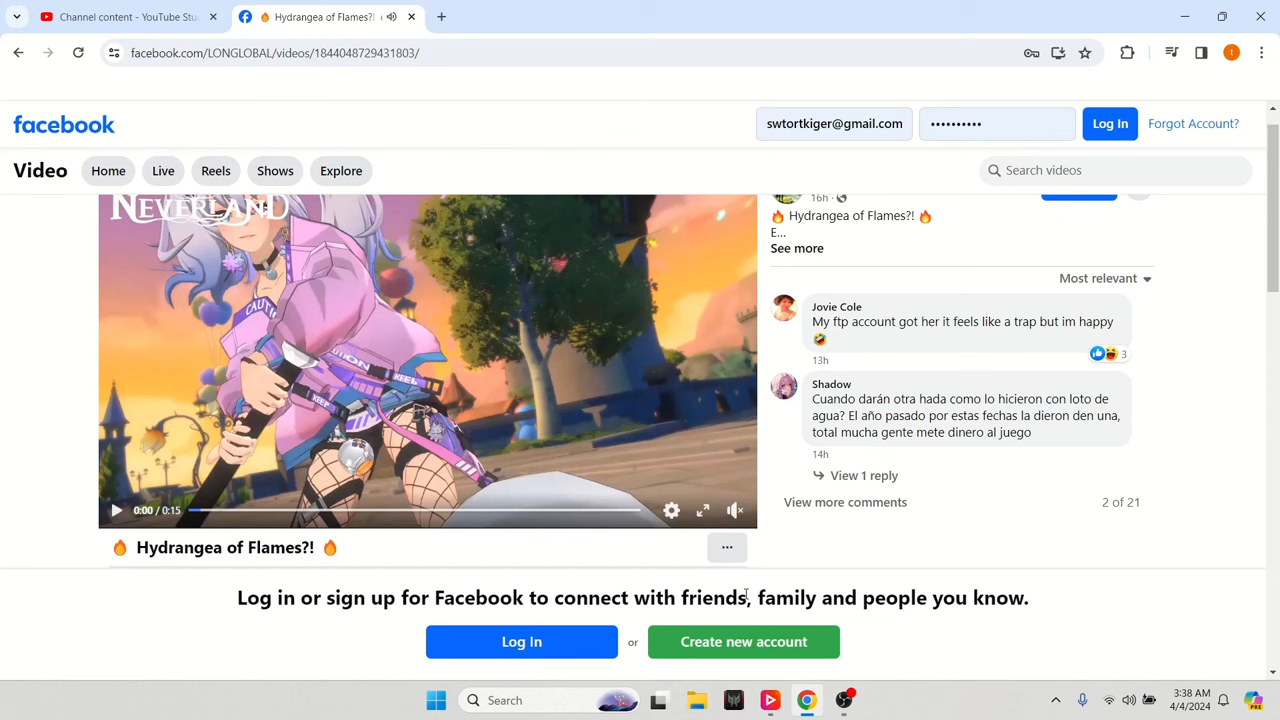 Channel content - YouTube Stu
🔥 Hydrangea of Flames?!
facebook.com/LONGLOBAL/videos/1844048729431803/
t
facebook
swtortkiger@gmail.com
••••••••••
Log In
Forgot Account?
Video
Home
Live
Reels
Shows
Explore
Search videos
NEVERLAND
CAUTION
KEEP
16h ·
🔥 Hydrangea of Flames?! 🔥
E...
See more
Most relevant
Jovie Cole
My ftp account got her it feels like a trap but im happy
🤣
3
13h
Shadow
Cuando darán otra hada como lo hicieron con loto de
agua? El año pasado por estas fechas la dieron den una,
total mucha gente mete dinero al juego
14h
View 1 reply
View more comments
2 of 21
0:00 / 0:15
🔥 Hydrangea of Flames?! 🔥
...
Log in or sign up for Facebook to connect with friends, family and people you know.
Log In
or
Create new account
Search
3:38 AM
4/4/2024
PRE